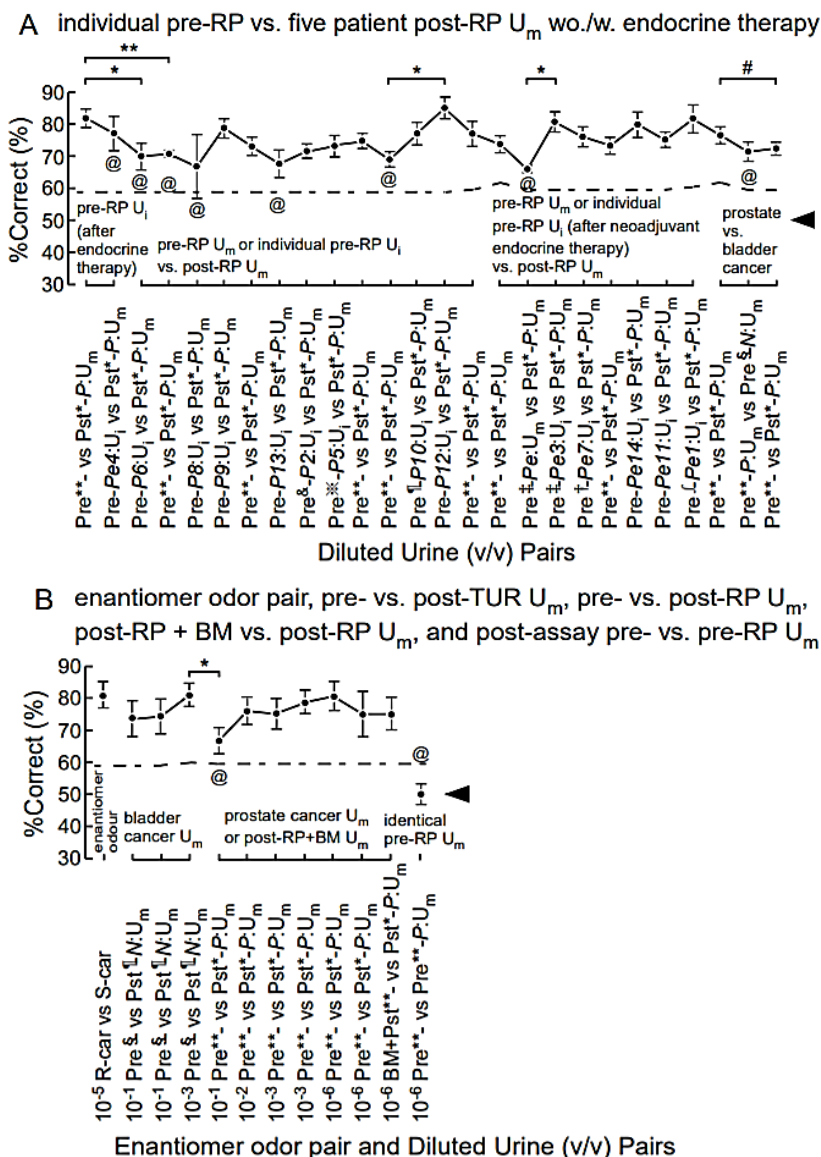 A individual pre-RP vs. five patient post-RP Um wo./w. endocrine therapy
**
*
*
*
#
90
80
70
60
50
40
30
%Correct (%)
@
@
@
@
@
@
@
@
pre-RP Ui
(after
endocrine
therapy)
pre-RP Um or individual pre-RP Ui
vs. post-RP Um
pre-RP Um or individual
pre-RP Ui (after neoadjuvant
endocrine therapy)
vs. post-RP Um
prostate
vs.
bladder
cancer
Pre**- vs Pst*-P:Um
Pre-Pe4:Ui vs Pst*-P:Um
Pre-P6:Ui vs Pst*-P:Um
Pre**- vs Pst*-P:Um
Pre-P8:Ui vs Pst*-P:Um
Pre-P9:Ui vs Pst*-P:Um
Pre**- vs Pst*-P:Um
Pre-P13:Ui vs Pst*-P:Um
Pre&-P2:Ui vs Pst*-P:Um
Pre※-P5:Ui vs Pst*-P:Um
Pre**- vs Pst*-P:Um
Pre**- vs Pst*-P:Um
Pre¶-P10:Ui vs Pst*-P:Um
Pre-P12:Ui vs Pst*-P:Um
Pre**- vs Pst*-P:Um
Pre**- vs Pst*-P:Um
Pre‡-Pe:Um vs Pst*-P:Um
Pre‡-Pe3:Ui vs Pst*-P:Um
Pre†-Pe7:Ui vs Pst*-P:Um
Pre**- vs Pst*-P:Um
Pre-Pe14:Ui vs Pst*-P:Um
Pre-Pe11:Ui vs Pst*-P:Um
Pre∫-Pe1:Ui vs Pst*-P:Um
Pre**- vs Pst*-P:Um
Pre**-P:Um vs Pre§-N:Um
Pre**- vs Pst*-P:Um
Diluted Urine (v/v) Pairs
B enantiomer odor pair, pre- vs. post-TUR Um, pre- vs. post-RP Um,
post-RP + BM vs. post-RP Um, and post-assay pre- vs. pre-RP Um
*
90
80
70
60
50
40
30
%Correct (%)
@
@
enantiomer
odour
bladder
cancer Um
prostate cancer Um
or post-RP+BM Um
identical
pre-RP Um
10-5 R-car vs S-car
10-1 Pre§- vs Pst¶-N:Um
10-1 Pre§- vs Pst¶-N:Um
10-3 Pre§- vs Pst¶-N:Um
10-1 Pre**- vs Pst*-P:Um
10-2 Pre**- vs Pst*-P:Um
10-3 Pre**- vs Pst*-P:Um
10-3 Pre**- vs Pst*-P:Um
10-6 Pre**- vs Pst*-P:Um
10-6 Pre**- vs Pst*-P:Um
10-6 BM+Pst**- vs Pst*-P:Um
10-6 Pre**- vs Pre**-P:Um
Enantiomer odor pair and Diluted Urine (v/v) Pairs